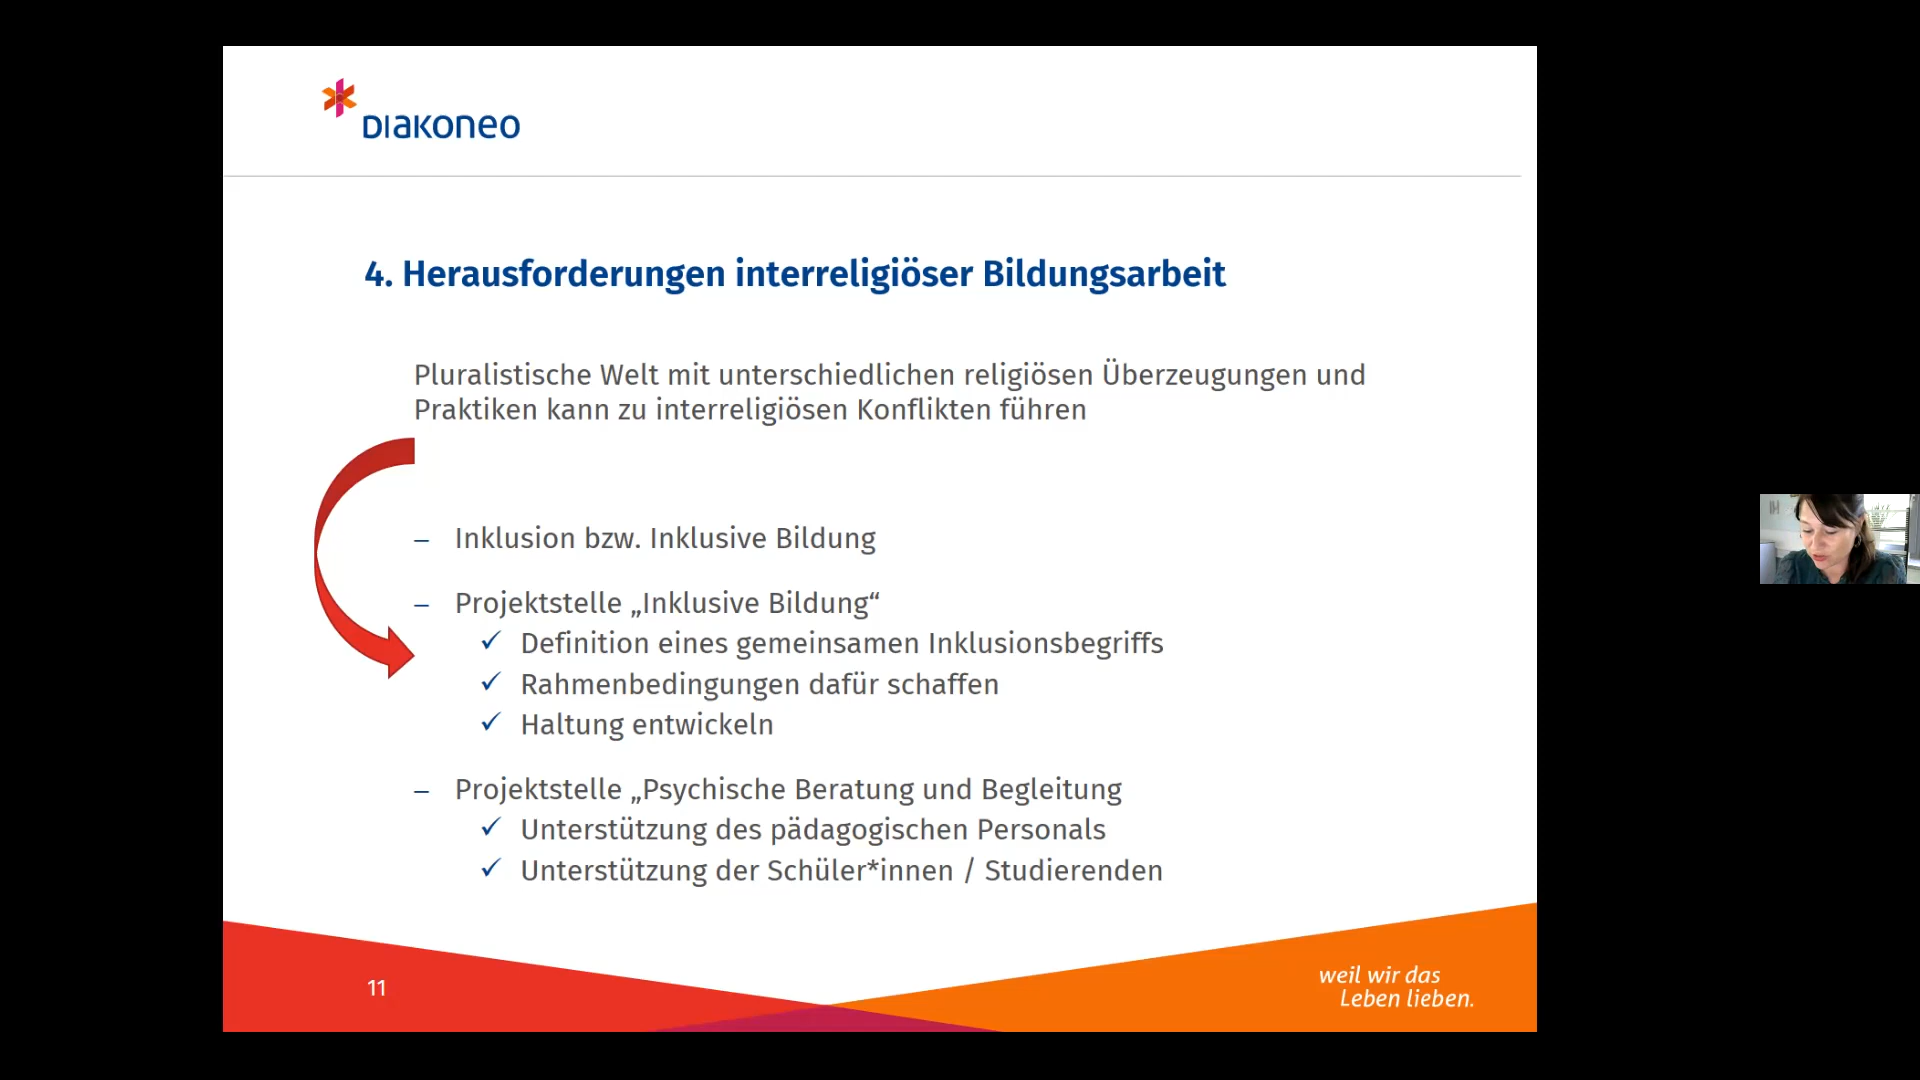 DIAKONEO
4. Herausforderungen interreligiöser Bildungsarbeit
Pluralistische Welt mit unterschiedlichen religiösen Überzeugungen und
Praktiken kann zu interreligiösen Konflikten führen
– Inklusion bzw. Inklusive Bildung
– Projektstelle „Inklusive Bildung“
✓ Definition eines gemeinsamen Inklusionsbegriffs
✓ Rahmenbedingungen dafür schaffen
✓ Haltung entwickeln
– Projektstelle „Psychische Beratung und Begleitung
✓ Unterstützung des pädagogischen Personals
✓ Unterstützung der Schüler*innen / Studierenden
11
weil wir das
Leben lieben.